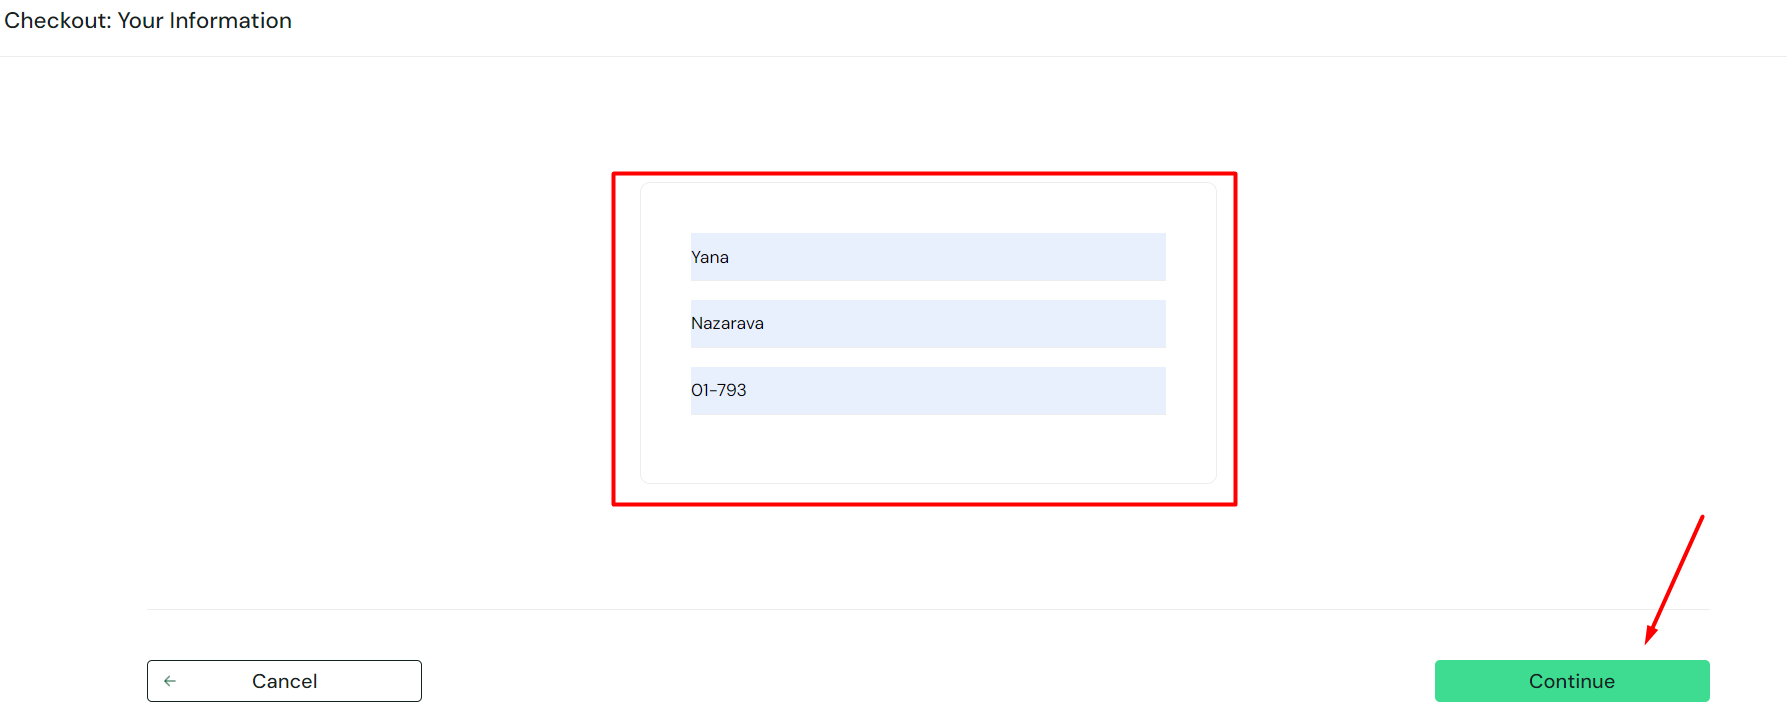 Checkout: Your Information
Yana
Nazarava
01-793
Cancel
Continue